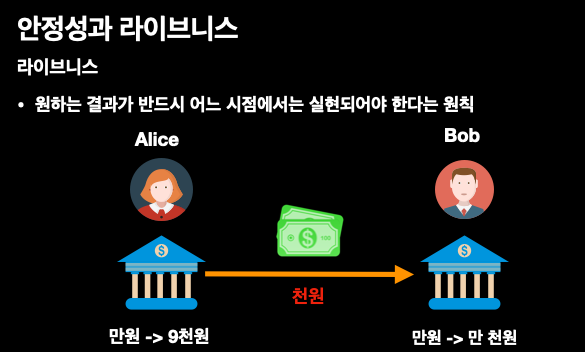 안정성과 라이브니스
라이브니스
• 원하는 결과가 반드시 어느 시점에서는 실현되어야 한다는 원칙
Alice
Bob
$
100
$
$
천원
만원 -> 9천원
만원 -> 만 천원